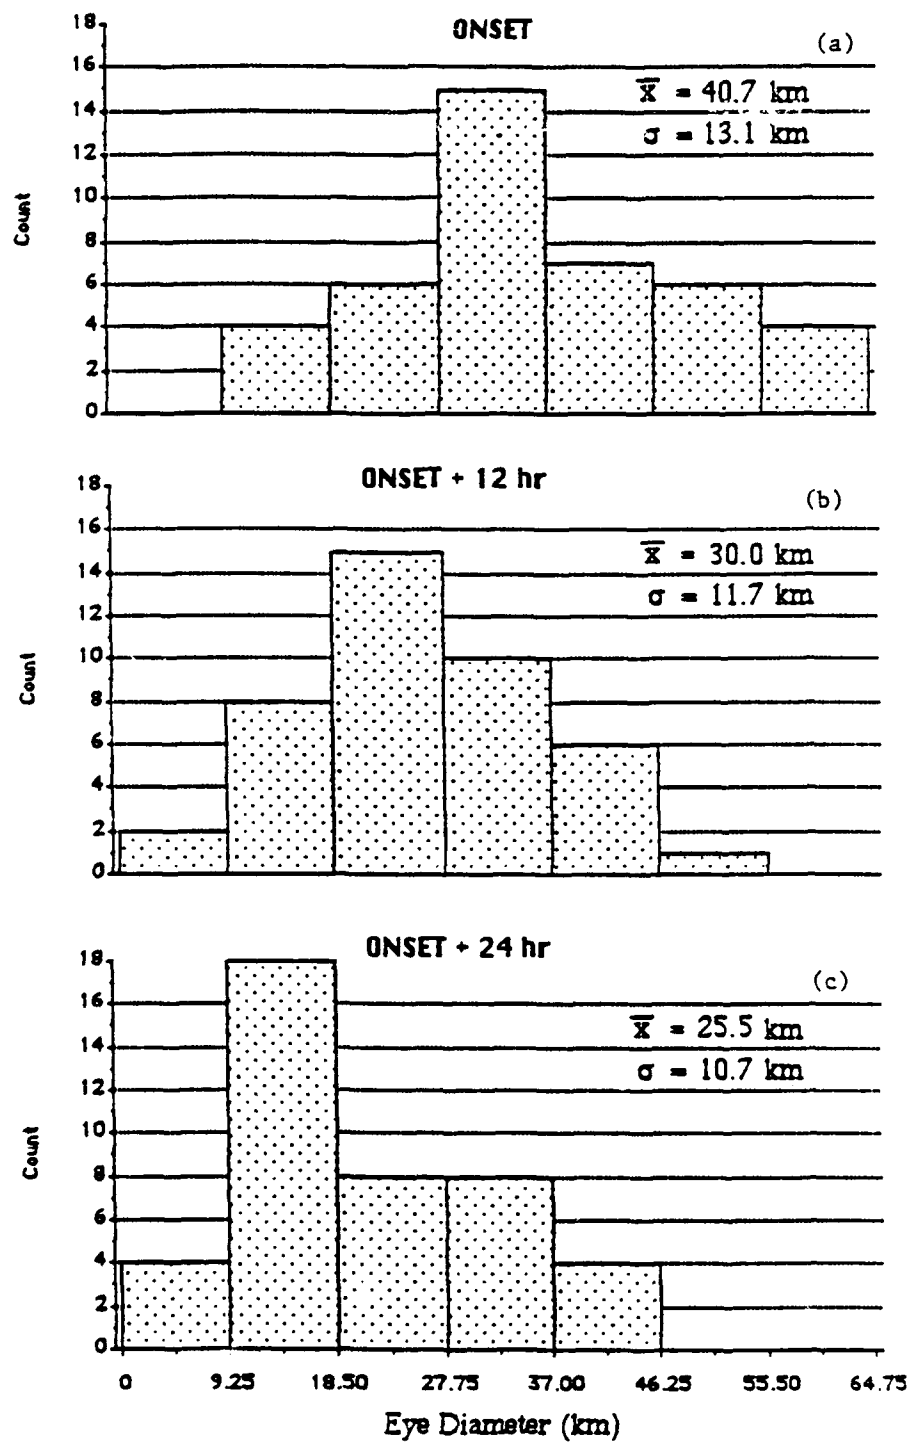 ONSET
(a)
x̄ = 40.7 km
σ = 13.1 km
18
16
14
12
10
8
6
4
2
0
Count
ONSET + 12 hr
(b)
x̄ = 30.0 km
σ = 11.7 km
18
16
14
12
10
8
6
4
2
0
Count
ONSET + 24 hr
(c)
x̄ = 25.5 km
σ = 10.7 km
18
16
14
12
10
8
6
4
2
0
Count
0 9.25 18.50 27.75 37.00 46.25 55.50 64.75
Eye Diameter (km)